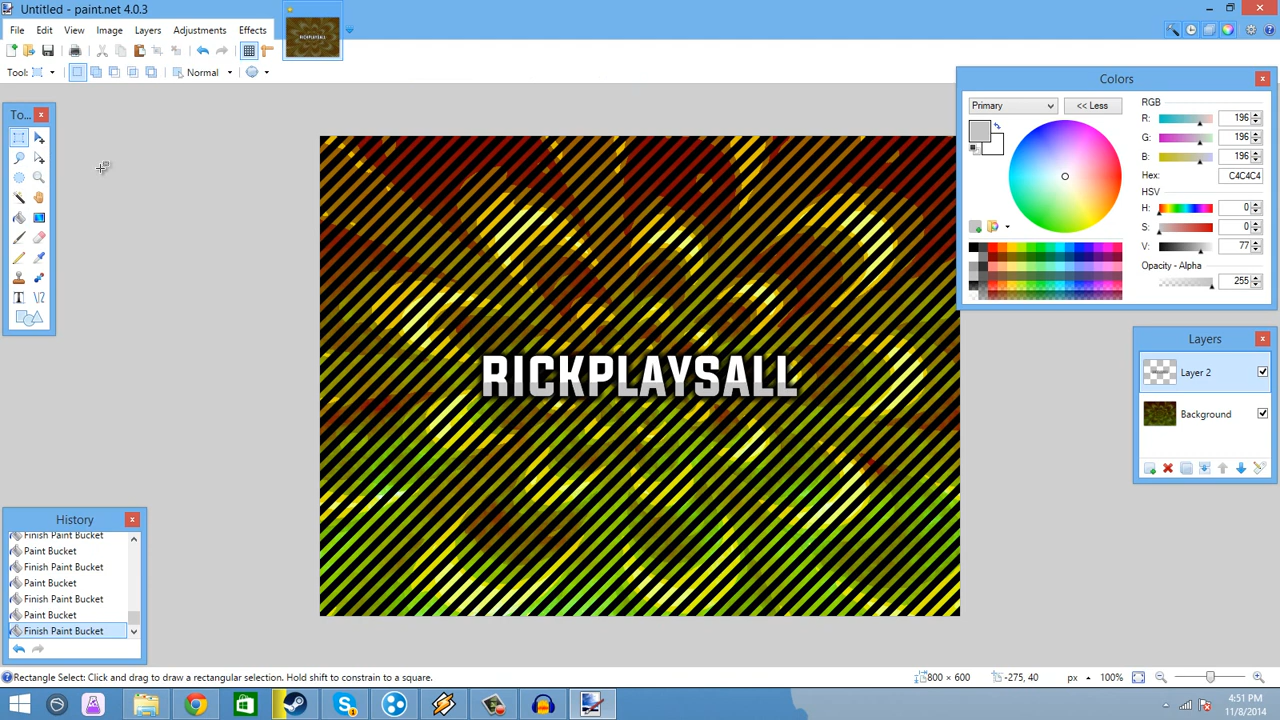 Untitled - paint.net 4.0.3
File Edit View Image Layers Adjustments Effects
Tool: Normal
To...
Colors
Primary << Less
RGB
R: 196
G: 196
B: 196
Hex: C4C4C4
HSV
H: 0
S: 0
V: 77
Opacity - Alpha
255
RICKPLAYSALL
Layers
Layer 2
Background
History
Finish Paint Bucket
Paint Bucket
Finish Paint Bucket
Paint Bucket
Finish Paint Bucket
Paint Bucket
Finish Paint Bucket
Rectangle Select: Click and drag to draw a rectangular selection. Hold shift to constrain to a square. 800 × 600 -275, 40 px 100%
4:51 PM
11/8/2014